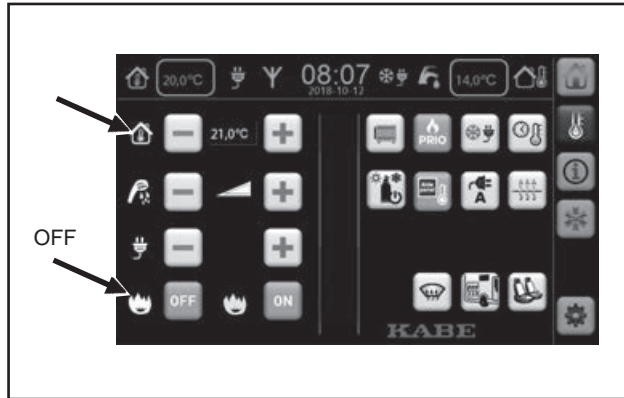 20,0°C 08:07 14,0°C
2018-10-12
21,0°C
PRIO
A
OFF
OFF ON
KABE